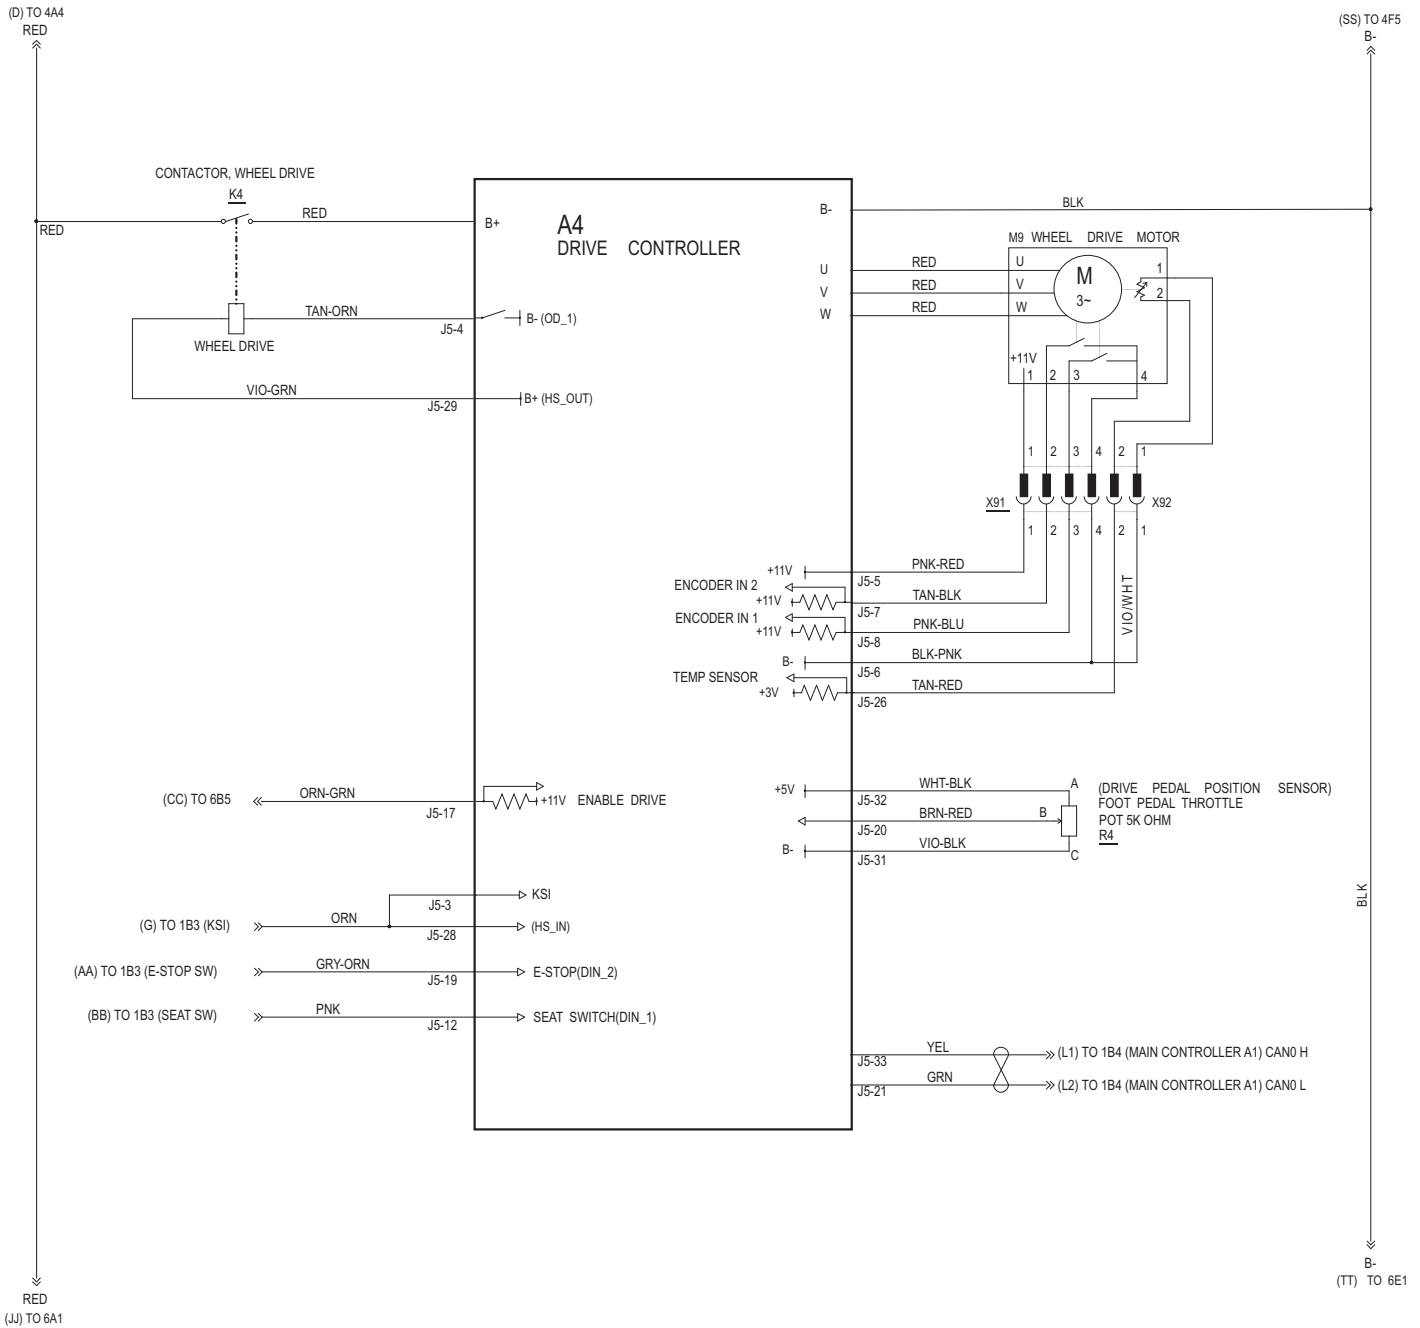 (D) TO 4A4
RED
(SS) TO 4F5
B-
CONTACTOR, WHEEL DRIVE
K4
RED
RED
B+
A4
DRIVE CONTROLLER
B-
BLK
M9 WHEEL DRIVE MOTOR
U
RED
U
V
RED
V
W
RED
W
M
3~
1
2
+11V
1
2
3
4
TAN-ORN
J5-4
B- (OD_1)
WHEEL DRIVE
VIO-GRN
J5-29
B+ (HS_OUT)
1
2
3
4
2
1
X91
X92
1
2
3
4
2
1
+11V
PNK-RED
J5-5
ENCODER IN 2
+11V
TAN-BLK
J5-7
ENCODER IN 1
+11V
PNK-BLU
J5-8
VIO/WHT
B-
BLK-PNK
J5-6
TEMP SENSOR
+3V
TAN-RED
J5-26
(CC) TO 6B5
ORN-GRN
J5-17
+11V ENABLE DRIVE
+5V
WHT-BLK
J5-32
A
(DRIVE PEDAL POSITION SENSOR)
FOOT PEDAL THROTTLE
POT 5K OHM
R4
BRN-RED
J5-20
B
B-
VIO-BLK
J5-31
C
J5-3
KSI
(G) TO 1B3 (KSI)
ORN
J5-28
(HS_IN)
(AA) TO 1B3 (E-STOP SW)
GRY-ORN
J5-19
E-STOP(DIN_2)
(BB) TO 1B3 (SEAT SW)
PNK
J5-12
SEAT SWITCH(DIN_1)
BLK
YEL
J5-33
(L1) TO 1B4 (MAIN CONTROLLER A1) CAN0 H
GRN
J5-21
(L2) TO 1B4 (MAIN CONTROLLER A1) CAN0 L
RED
(JJ) TO 6A1
B-
(TT) TO 6E1